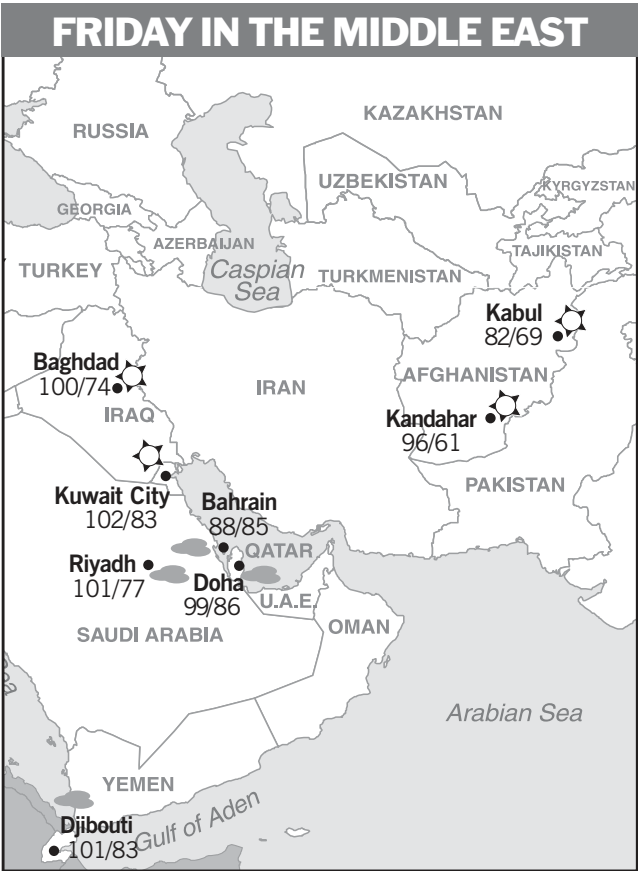 FRIDAY IN THE MIDDLE EAST
KAZAKHSTAN
RUSSIA
UZBEKISTAN
KYRGYZSTAN
GEORGIA
AZERBAIJAN
TAJIKISTAN
TURKEY
Caspian
Sea
TURKMENISTAN
Kabul
82/69
Baghdad
100/74
IRAN
AFGHANISTAN
IRAQ
Kandahar
96/61
PAKISTAN
Kuwait City
102/83
Bahrain
88/85
QATAR
Riyadh
101/77
Doha
99/86
U.A.E.
SAUDI ARABIA
OMAN
Arabian Sea
YEMEN
Gulf of Aden
Djibouti
101/83